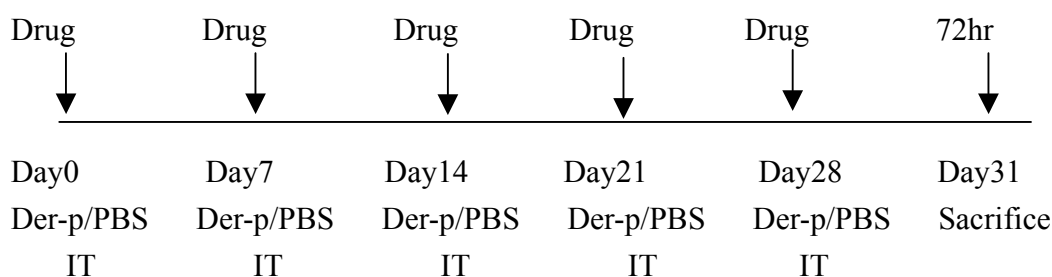 Drug Drug Drug Drug Drug 72hr
Day0 Day7 Day14 Day21 Day28 Day31
Der-p/PBS Der-p/PBS Der-p/PBS Der-p/PBS Der-p/PBS Sacrifice
IT IT IT IT IT